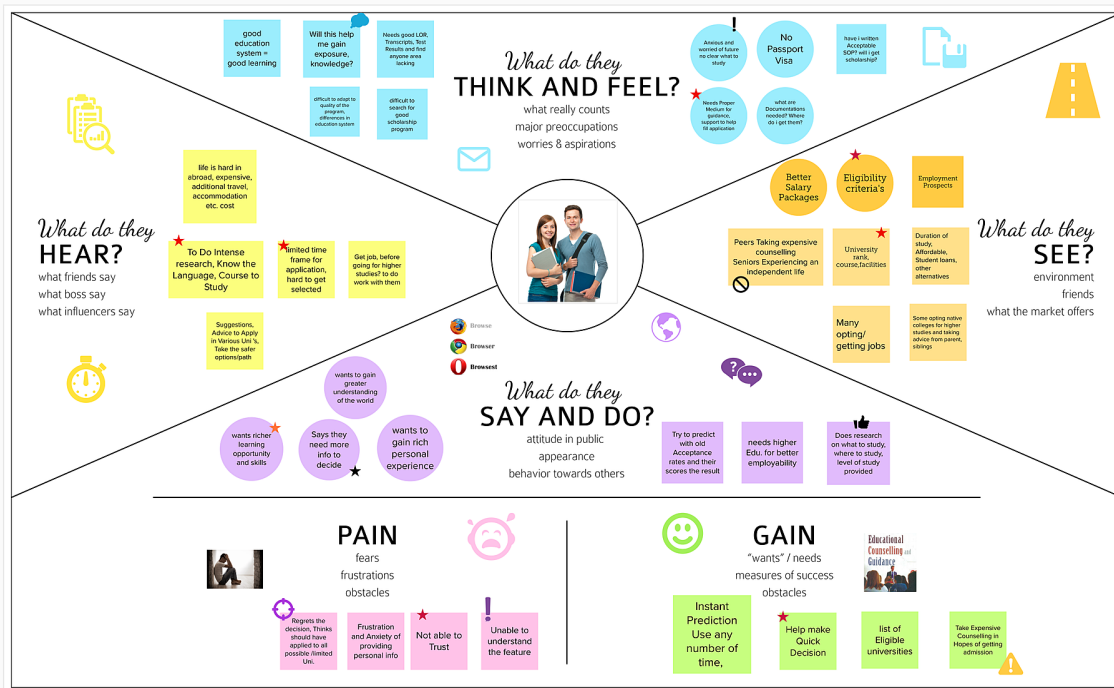 good
education
system =
good learning
Will this help
me gain
exposure,
knowledge?
Needs good LOR,
Transcripts, Test
Results and find
anyone area
lacking
difficult to adapt to
quality of the
program,
differences in
education system
difficult to
search for
good
scholarship
program
What do they
THINK AND FEEL?
what really counts
major preoccupations
worries & aspirations
Anxious and
worried of future
no clear what to
study
No
Passport
Visa
have i written
Acceptable
SOP? will i get
scholarship?
Needs Proper
Medium for
guidance,
support to help
fill application
what are
Documentations
needed? Where
do i get them?
What do they
HEAR?
what friends say
what boss say
what influencers say
life is hard in
abroad, expensive,
additional travel,
accommodation
etc. cost
To Do Intense
research, Know the
Language, Course to
Study
limited time
frame for
application,
hard to get
selected
Get job, before
going for higher
studies? to do
work with them
Suggestions,
Advice to Apply
in Various Uni 's,
Take the safer
options/path
Better
Salary
Packages
Eligibility
criteria's
Employment
Prospects
Peers Taking expensive
counselling
Seniors Experiencing an
independent life
University
rank,
course,facilities
Duration of
study,
Affordable,
Student loans,
other
alternatives
Many
opting/
getting jobs
Some opting native
colleges for higher
studies and taking
advice from parent,
siblings
What do they
SEE?
environment
friends
what the market offers
Browse
Browser
Browsest
What do they
SAY AND DO?
attitude in public
appearance
behavior towards others
wants to gain
greater
understanding
of the world
wants richer
learning
opportunity
and skills
Says they
need more
info to
decide
wants to
gain rich
personal
experience
Try to predict
with old
Acceptance
rates and their
scores the result
needs higher
Edu. for better
employability
Does research
on what to study,
where to study,
level of study
provided
PAIN
fears
frustrations
obstacles
Regrets the
decision, Thinks
should have
applied to all
possible /limited
Uni.
Frustration
and Anxiety of
providing
personal info
Not able to
Trust
Unable to
understand
the feature
GAIN
"wants" / needs
measures of success
obstacles
Educational
Counselling and
Guidance
Instant
Prediction
Use any
number of
time,
Help make
Quick
Decision
list of
Eligible
universities
Take Expensive
Counselling in
Hopes of getting
admission